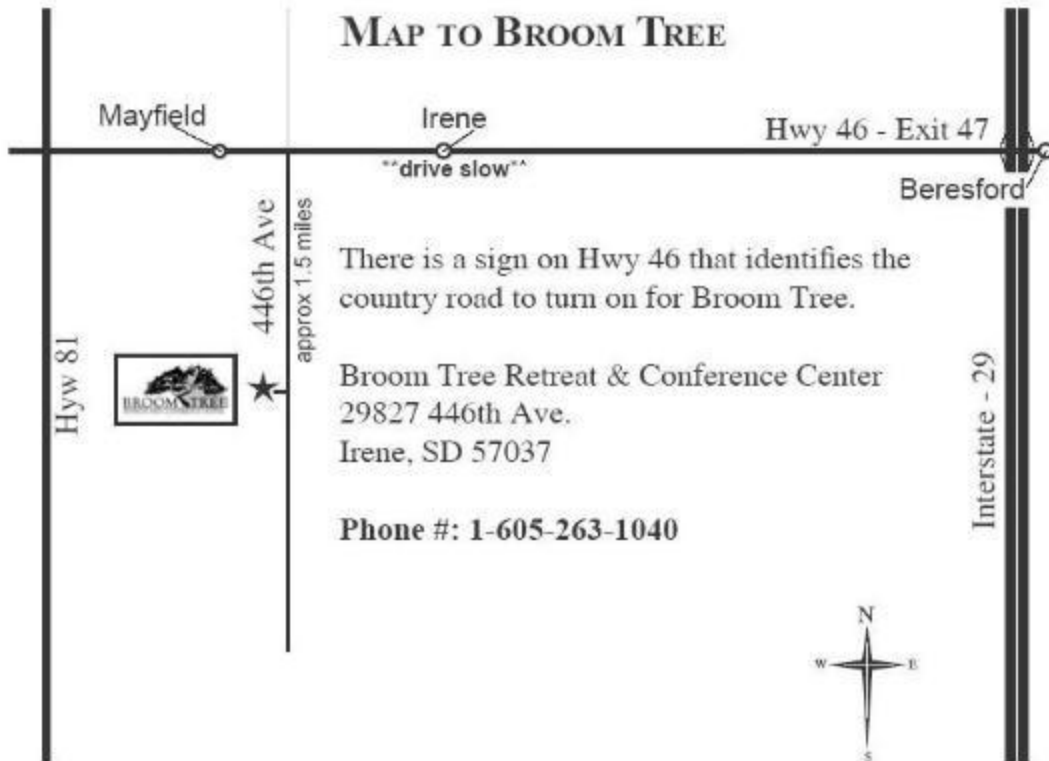 MAP TO BROOM TREE
Mayfield
Irene
Hwy 46 - Exit 47
**drive slow**
Beresford
446th Ave
approx 1.5 miles
There is a sign on Hwy 46 that identifies the
country road to turn on for Broom Tree.
Hyw 81
BROOM TREE
Broom Tree Retreat & Conference Center
29827 446th Ave.
Irene, SD 57037
Interstate - 29
Phone #: 1-605-263-1040
N
W
E
S